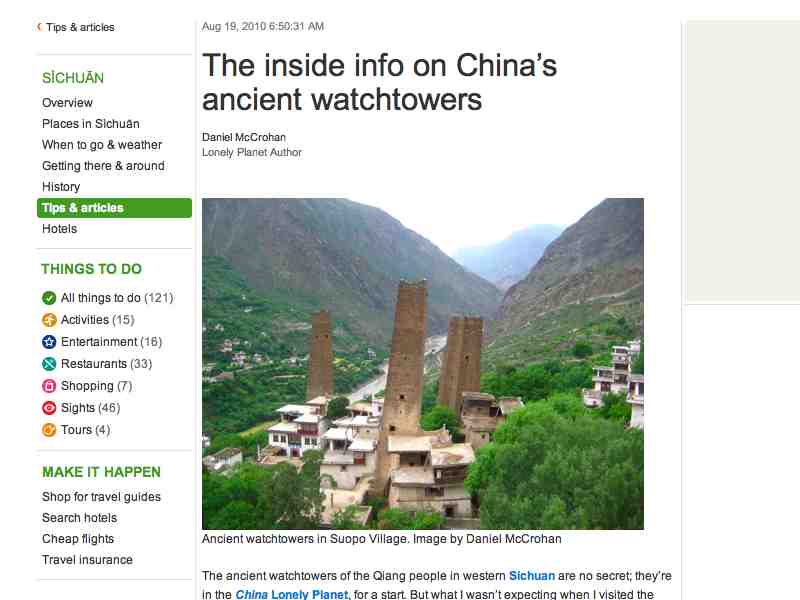 ‹ Tips & articles
SÌCHUĀN
Overview
Places in Sìchuān
When to go & weather
Getting there & around
History
Tips & articles
Hotels
THINGS TO DO
All things to do (121)
Activities (15)
Entertainment (16)
Restaurants (33)
Shopping (7)
Sights (46)
Tours (4)
MAKE IT HAPPEN
Shop for travel guides
Search hotels
Cheap flights
Travel insurance
Aug 19, 2010 6:50:31 AM
The inside info on China’s
ancient watchtowers
Daniel McCrohan
Lonely Planet Author
Ancient watchtowers in Suopo Village. Image by Daniel McCrohan
The ancient watchtowers of the Qiang people in western Sichuan are no secret; they’re
in the China Lonely Planet, for a start. But what I wasn’t expecting when I visited the